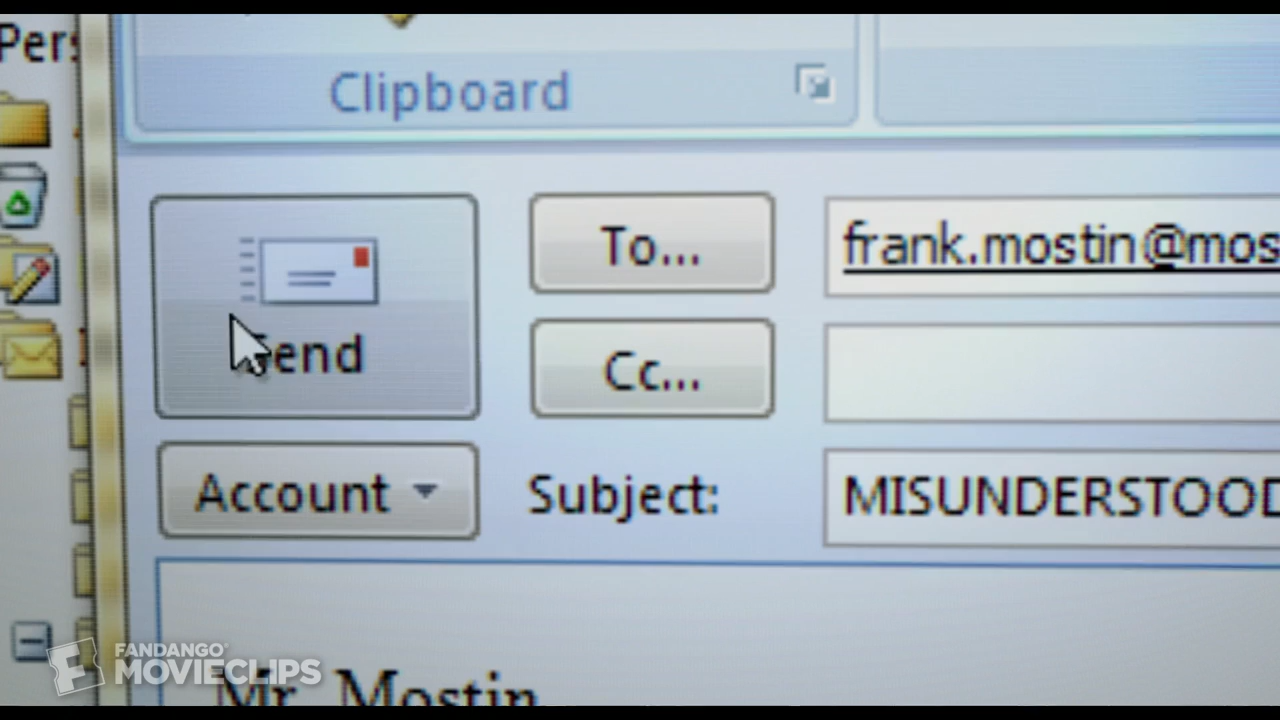 Pers
Clipboard
To...
frank.mostin@mos
Send
Cc...
Account
Subject:
MISUNDERSTOOD
Mr. Mostin
FANDANGO
MOVIECLIPS